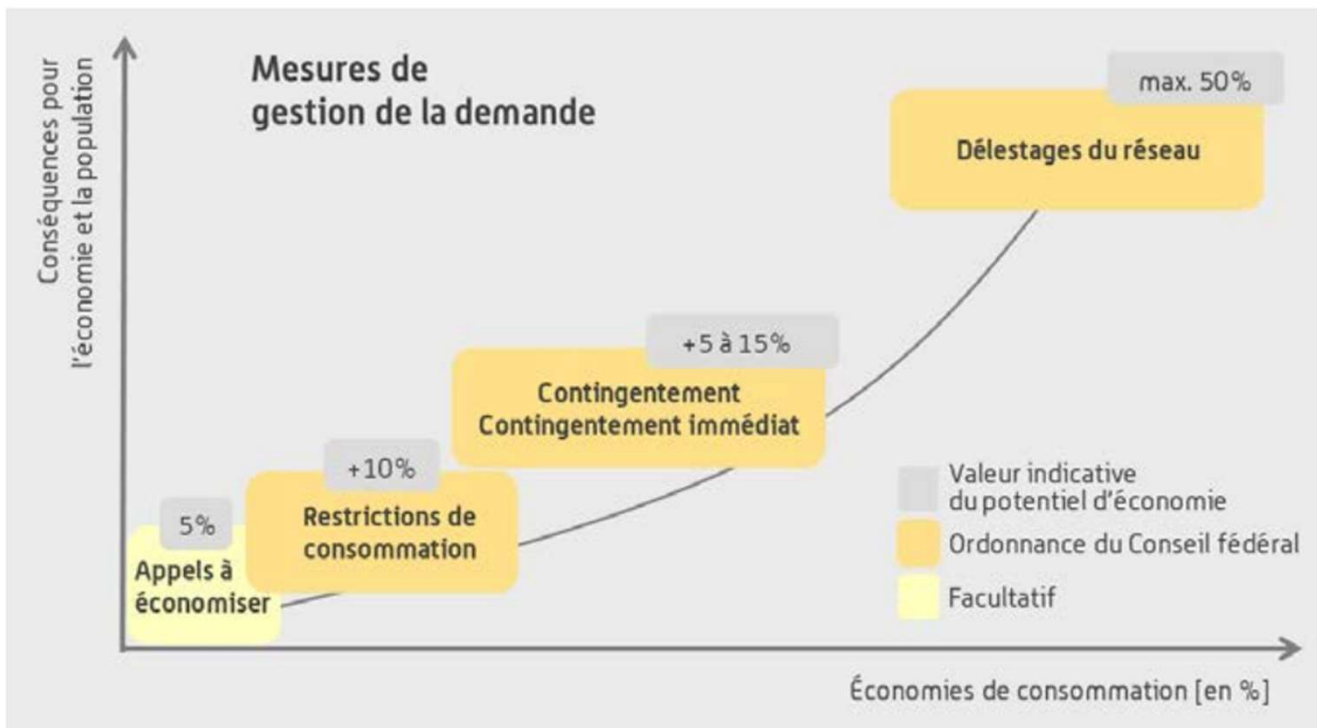 Conséquences pour
l'économie et la population
Mesures de
gestion de la demande
max. 50%
Délestages du réseau
+5 à 15%
Contingentement
Contingentement immédiat
+10%
Restrictions de
consommation
5%
Appels à
économiser
Valeur indicative
du potentiel d'économie
Ordonnance du Conseil fédéral
Facultatif
Économies de consommation [en %]